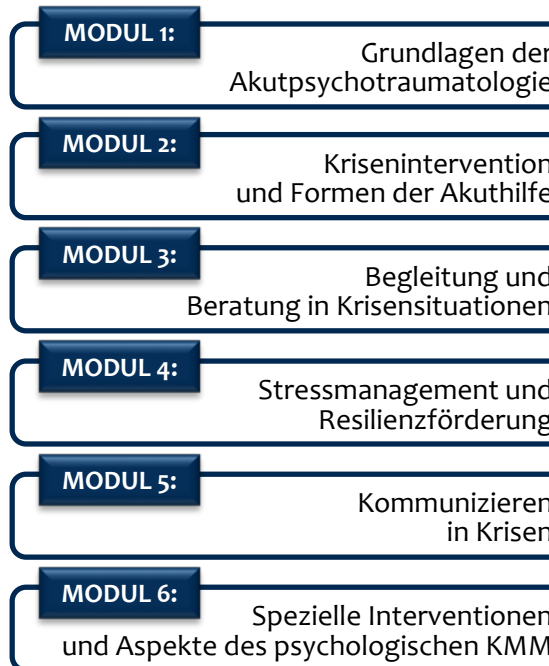 MODUL 1:
Grundlagen der
Akutpsychotraumatologie
MODUL 2:
Krisenintervention
und Formen der Akuthilfe
MODUL 3:
Begleitung und
Beratung in Krisensituationen
MODUL 4:
Stressmanagement und
Resilienzförderung
MODUL 5:
Kommunizieren
in Krisen
MODUL 6:
Spezielle Interventionen
und Aspekte des psychologischen KMM